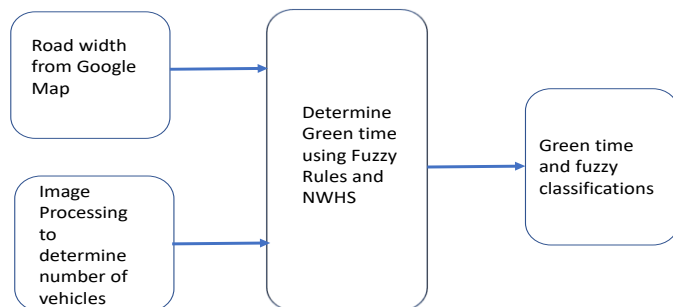 Road width
from Google
Map
Image
Processing
to
determine
number of
vehicles
Determine
Green time
using Fuzzy
Rules and
NWHS
Green time
and fuzzy
classifications